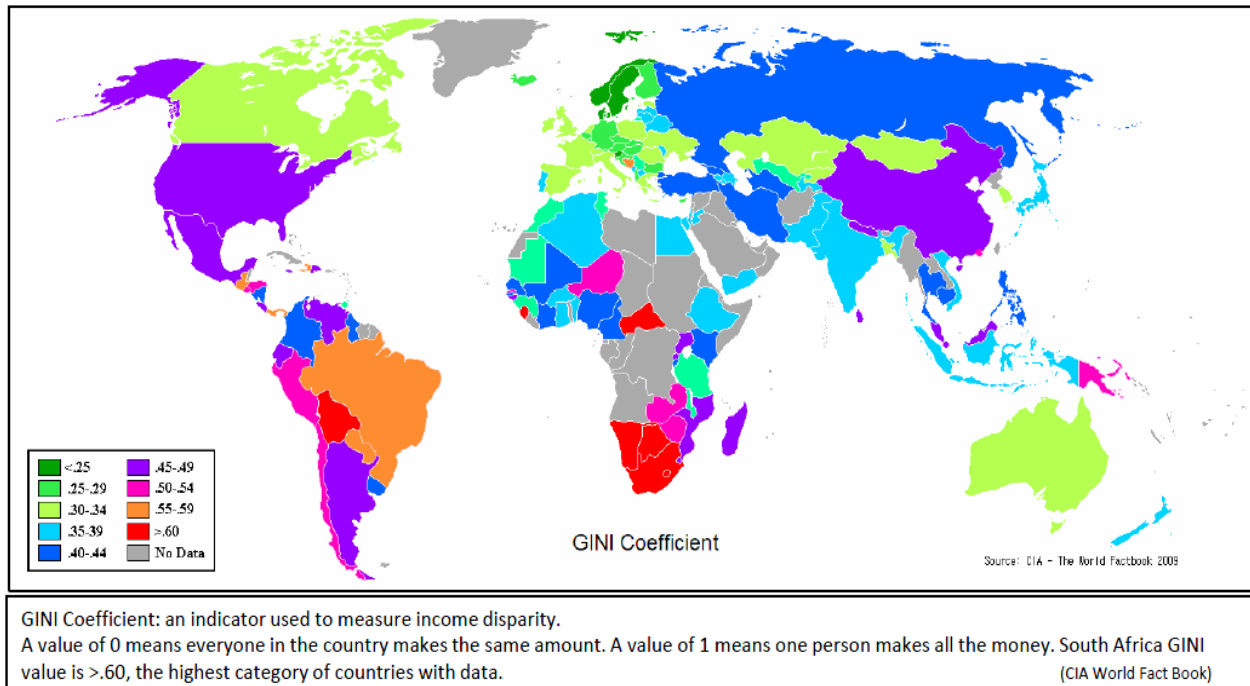 <.25
.25-.29
.30-.34
.35-.39
.40-.44
.45-.49
.50-.54
.55-.59
>.60
No Data
GINI Coefficient
Source: CIA - The World Factbook 2009
GINI Coefficient: an indicator used to measure income disparity.
A value of 0 means everyone in the country makes the same amount. A value of 1 means one person makes all the money. South Africa GINI
value is >.60, the highest category of countries with data. (CIA World Fact Book)